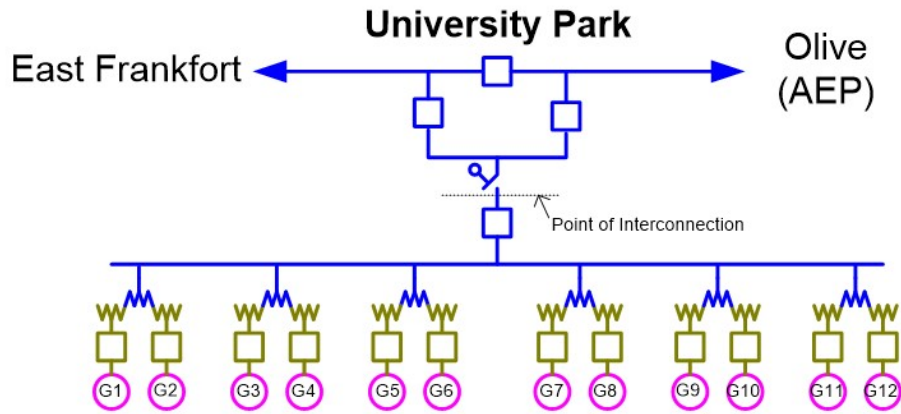 University Park
East Frankfort
Olive
(AEP)
Point of Interconnection
G1 G2 G3 G4 G5 G6 G7 G8 G9 G10 G11 G12